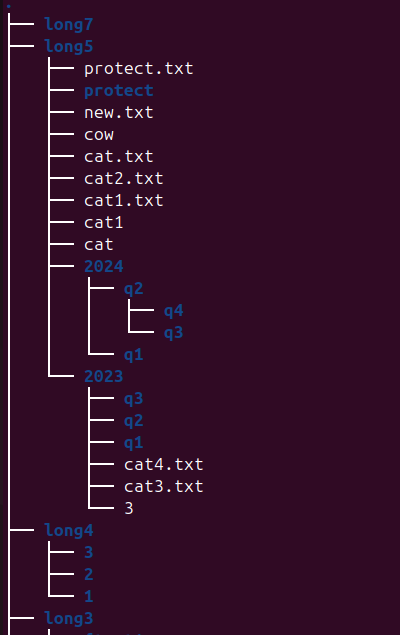 .
long7
long5
protect.txt
protect
new.txt
cow
cat.txt
cat2.txt
cat1.txt
cat1
cat
2024
q2
q4
q3
q1
2023
q3
q2
q1
cat4.txt
cat3.txt
3
long4
3
2
1
long3